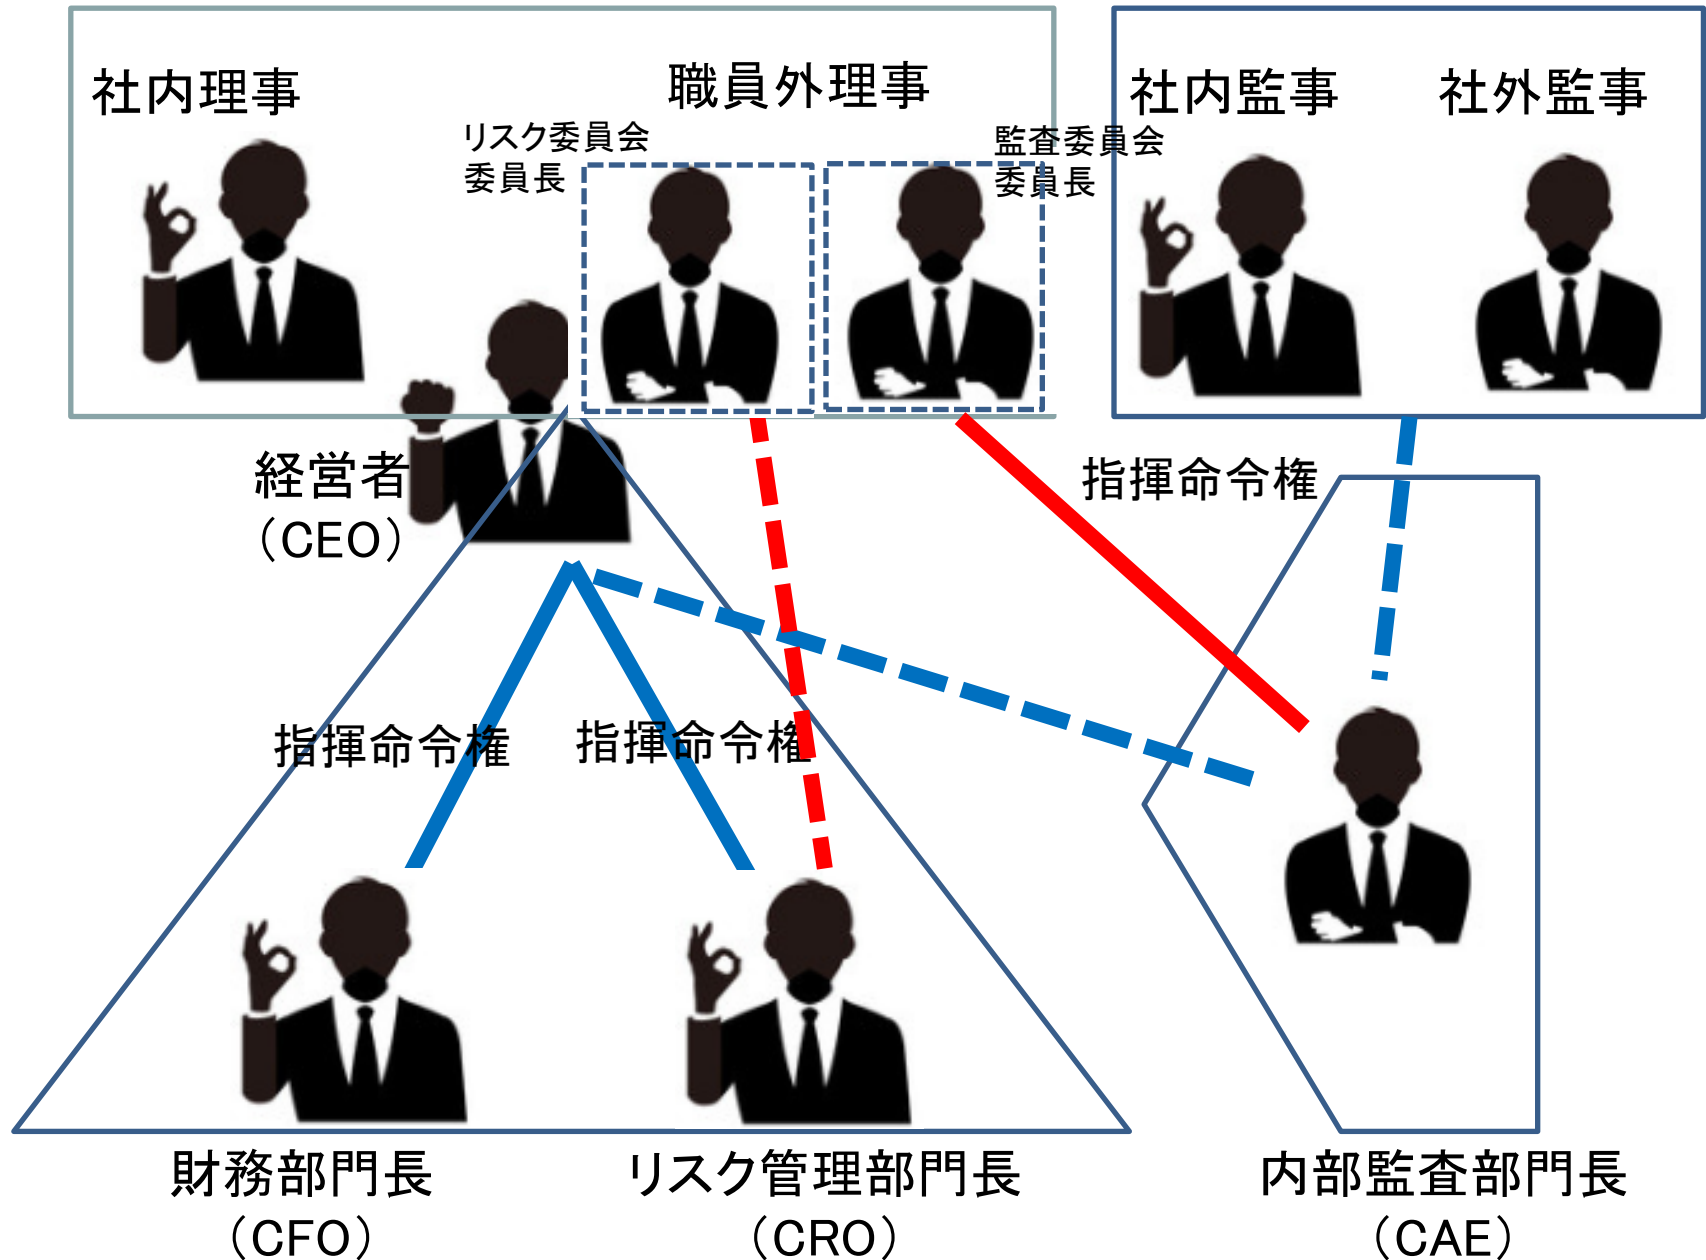 社内理事
職員外理事
社内監事
社外監事
リスク委員会
委員長
監査委員会
委員長
経営者
（CEO）
指揮命令権
指揮命令権
指揮命令権
財務部門長
（CFO）
リスク管理部門長
（CRO）
内部監査部門長
（CAE）